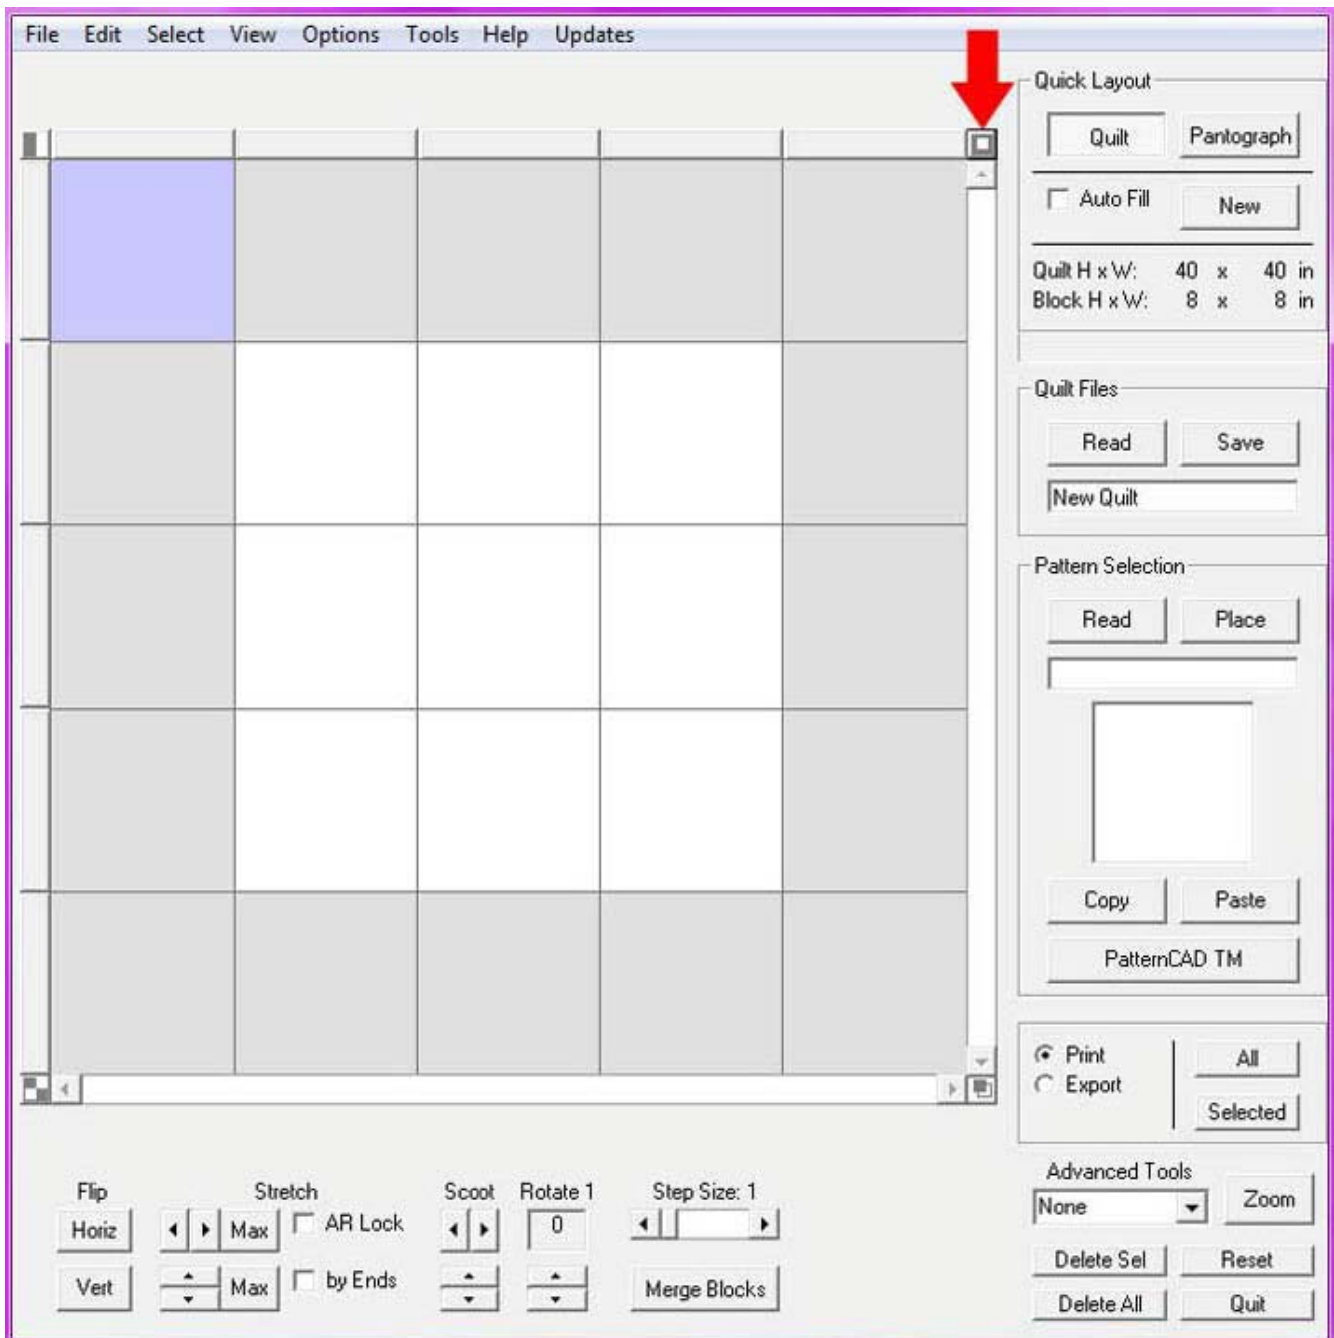 File Edit Select View Options Tools Help Updates
Quick Layout
Quilt Pantograph
Auto Fill New
Quilt H x W: 40 x 40 in
Block H x W: 8 x 8 in
Quilt Files
Read Save
New Quilt
Pattern Selection
Read Place
Copy Paste
PatternCAD TM
Print All
Export
Selected
Flip Stretch Scoot Rotate 1 Step Size: 1
Horiz Max AR Lock 0
Vert Max by Ends Merge Blocks
Advanced Tools
None Zoom
Delete Sel Reset
Delete All Quit